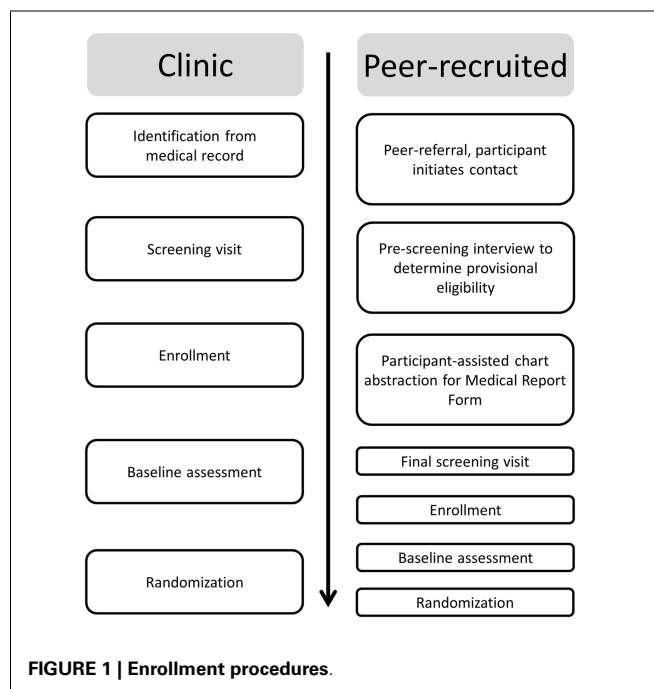 Clinic
Identification from
medical record
Screening visit
Enrollment
Baseline assessment
Randomization
Peer-recruited
Peer-referral, participant
initiates contact
Pre-screening interview to
determine provisional
eligibility
Participant-assisted chart
abstraction for Medical Report
Form
Final screening visit
Enrollment
Baseline assessment
Randomization
FIGURE 1 | Enrollment procedures.